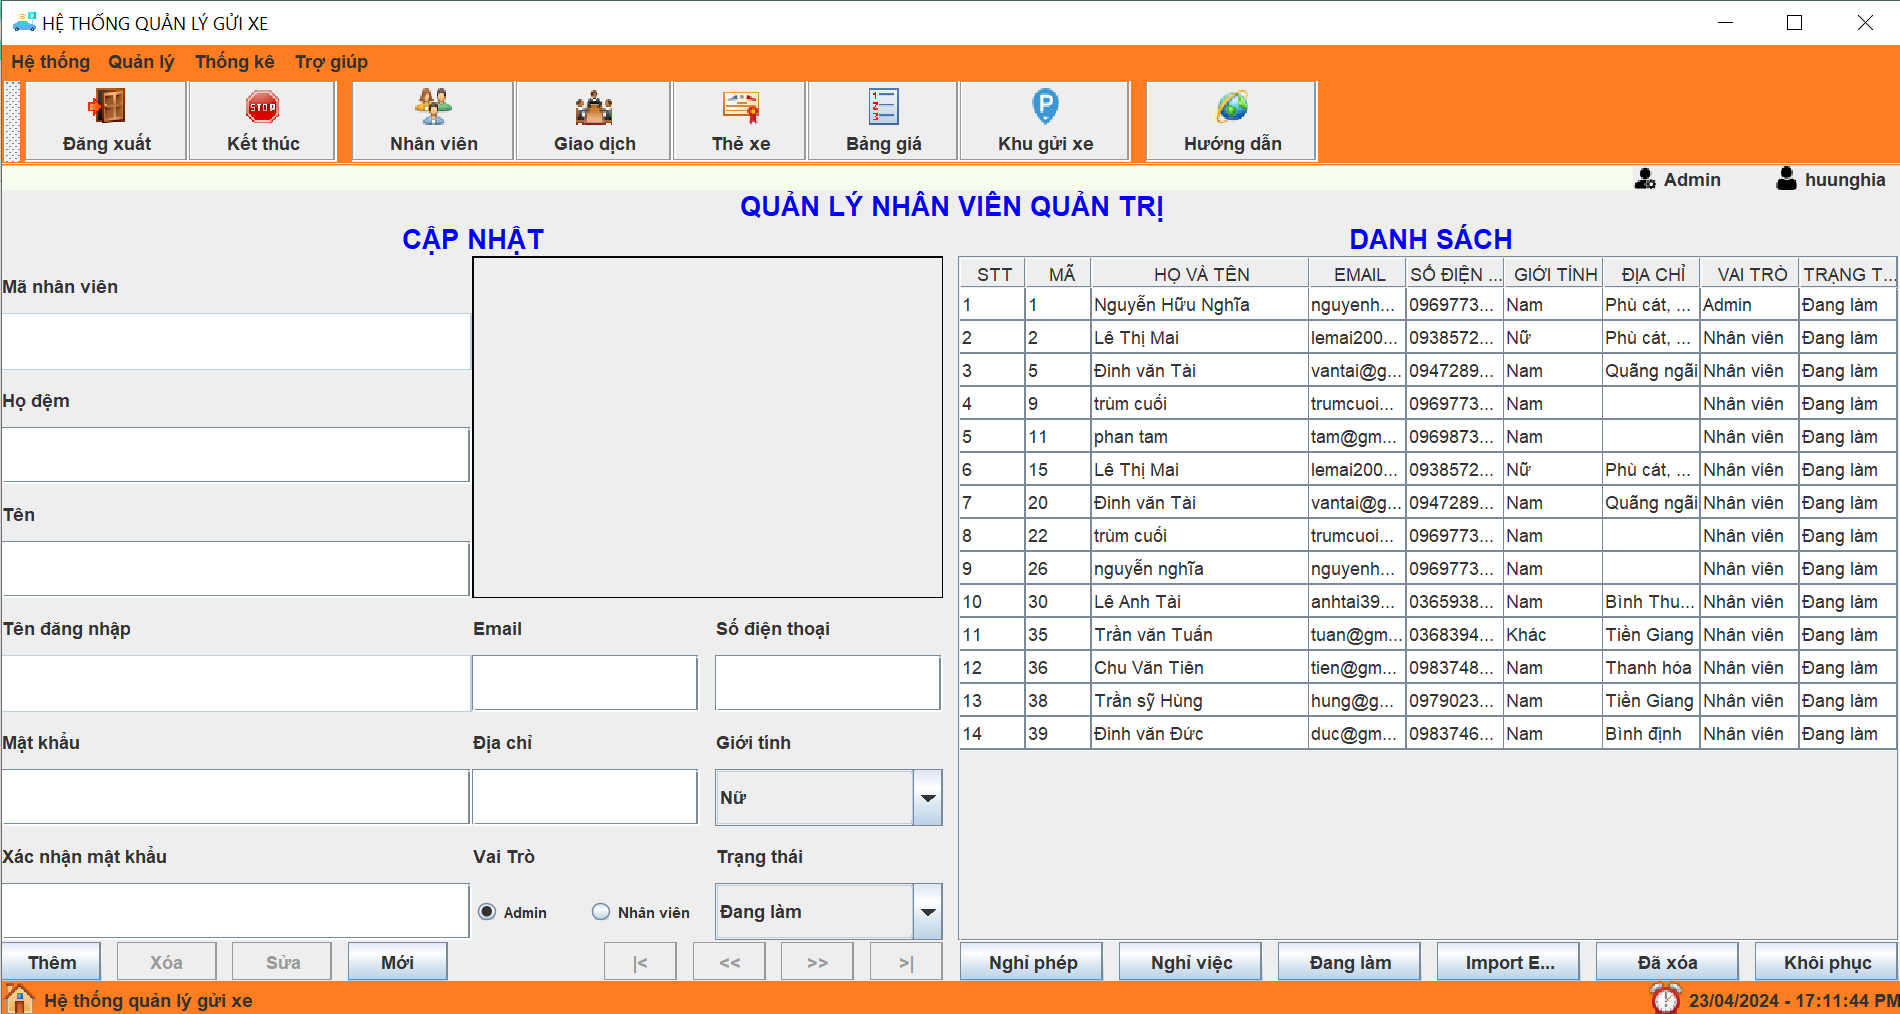 HỆ THỐNG QUẢN LÝ GỬI XE
Hệ thống Quản lý Thống kê Trợ giúp
STOP
1 2 3
P
Đăng xuất Kết thúc Nhân viên Giao dịch Thẻ xe Bảng giá Khu gửi xe Hướng dẫn
Admin huunghia
QUẢN LÝ NHÂN VIÊN QUẢN TRỊ
CẬP NHẬT
Mã nhân viên
Họ đệm
Tên
Tên đăng nhập Email Số điện thoại
Mật khẩu Địa chỉ Giới tính
Nữ
Xác nhận mật khẩu Vai Trò Trạng thái
Admin Nhân viên Đang làm
Thêm Xóa Sửa Mới |< << >> >|
DANH SÁCH
STT MÃ HỌ VÀ TÊN EMAIL SỐ ĐIỆN ... GIỚI TÍNH ĐỊA CHỈ VAI TRÒ TRẠNG T...
1 1 Nguyễn Hữu Nghĩa nguyenh... 0969773... Nam Phù cát, ... Admin Đang làm
2 2 Lê Thị Mai lemai200... 0938572... Nữ Phù cát, ... Nhân viên Đang làm
3 5 Đinh văn Tài vantai@g... 0947289... Nam Quãng ngãi Nhân viên Đang làm
4 9 trùm cuối trumcuoi... 0969773... Nam Nhân viên Đang làm
5 11 phan tam tam@gm... 0969873... Nam Nhân viên Đang làm
6 15 Lê Thị Mai lemai200... 0938572... Nữ Phù cát, ... Nhân viên Đang làm
7 20 Đinh văn Tài vantai@g... 0947289... Nam Quãng ngãi Nhân viên Đang làm
8 22 trùm cuối trumcuoi... 0969773... Nam Nhân viên Đang làm
9 26 nguyễn nghĩa nguyenh... 0969773... Nam Nhân viên Đang làm
10 30 Lê Anh Tài anhtai39... 0365938... Nam Bình Thu... Nhân viên Đang làm
11 35 Trần văn Tuấn tuan@gm... 0368394... Khác Tiền Giang Nhân viên Đang làm
12 36 Chu Văn Tiên tien@gm... 0983748... Nam Thanh hóa Nhân viên Đang làm
13 38 Trần sỹ Hùng hung@g... 0979023... Nam Tiền Giang Nhân viên Đang làm
14 39 Đinh văn Đức duc@gm... 0983746... Nam Bình định Nhân viên Đang làm
Nghỉ phép Nghỉ việc Đang làm Import E... Đã xóa Khôi phục
Hệ thống quản lý gửi xe 23/04/2024 - 17:11:44 PM